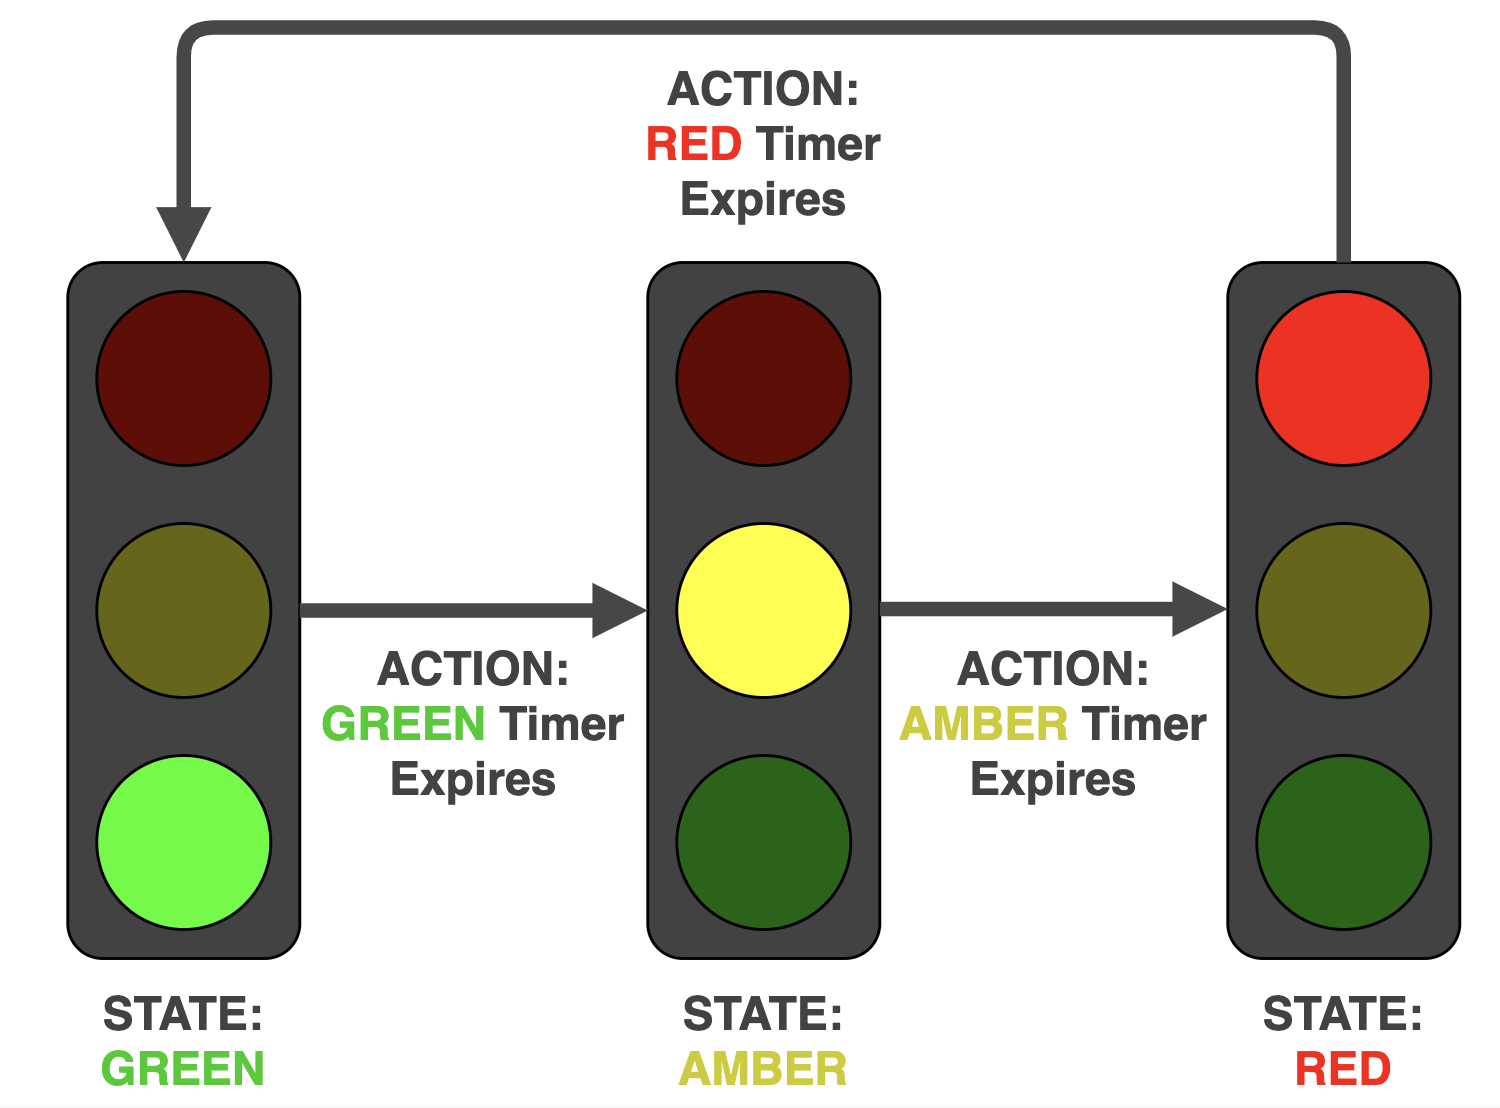 ACTION:
RED Timer
Expires
ACTION:
GREEN Timer
Expires
ACTION:
AMBER Timer
Expires
STATE:
GREEN
STATE:
AMBER
STATE:
RED